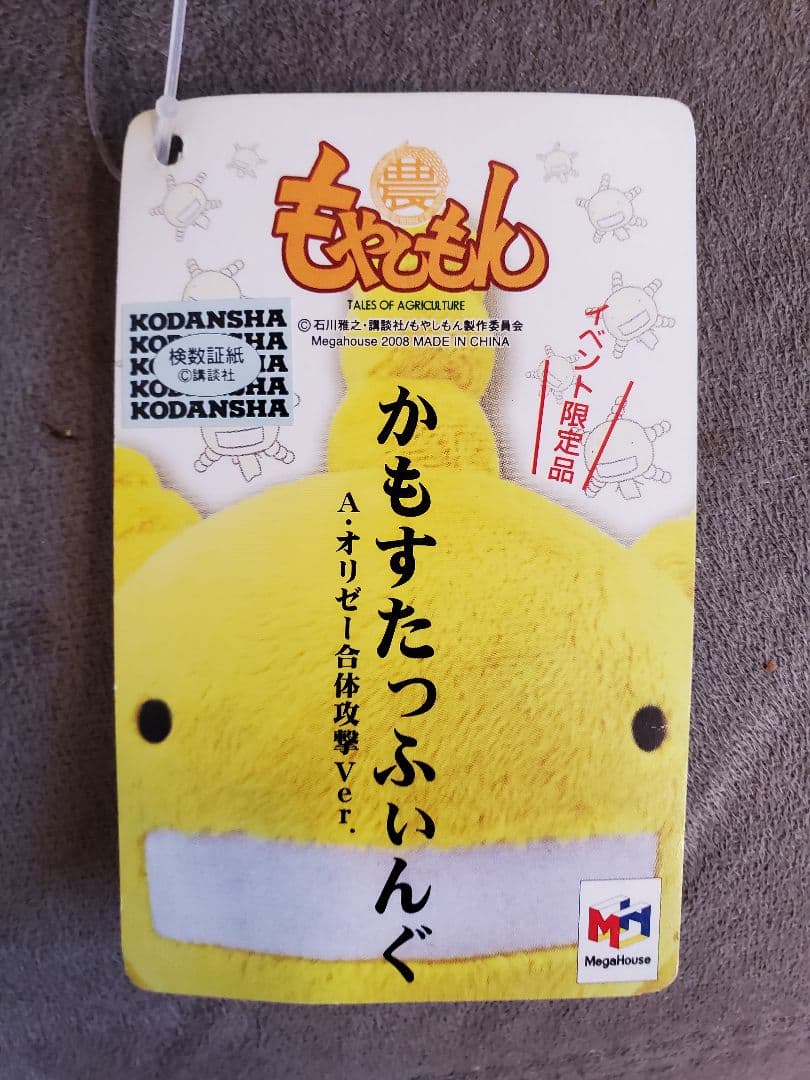 農
もやしもん
TALES OF AGRICULTURE
©石川雅之・講談社/もやしもん製作委員会
Megahouse 2008 MADE IN CHINA
KODANSHA
KODANSHA
KODANSHA
KODANSHA
KODANSHA
検数証紙
©講談社
イベント限定品
かもすたっふぃんぐ
A・オリゼー合体攻撃Ver.
MegaHouse